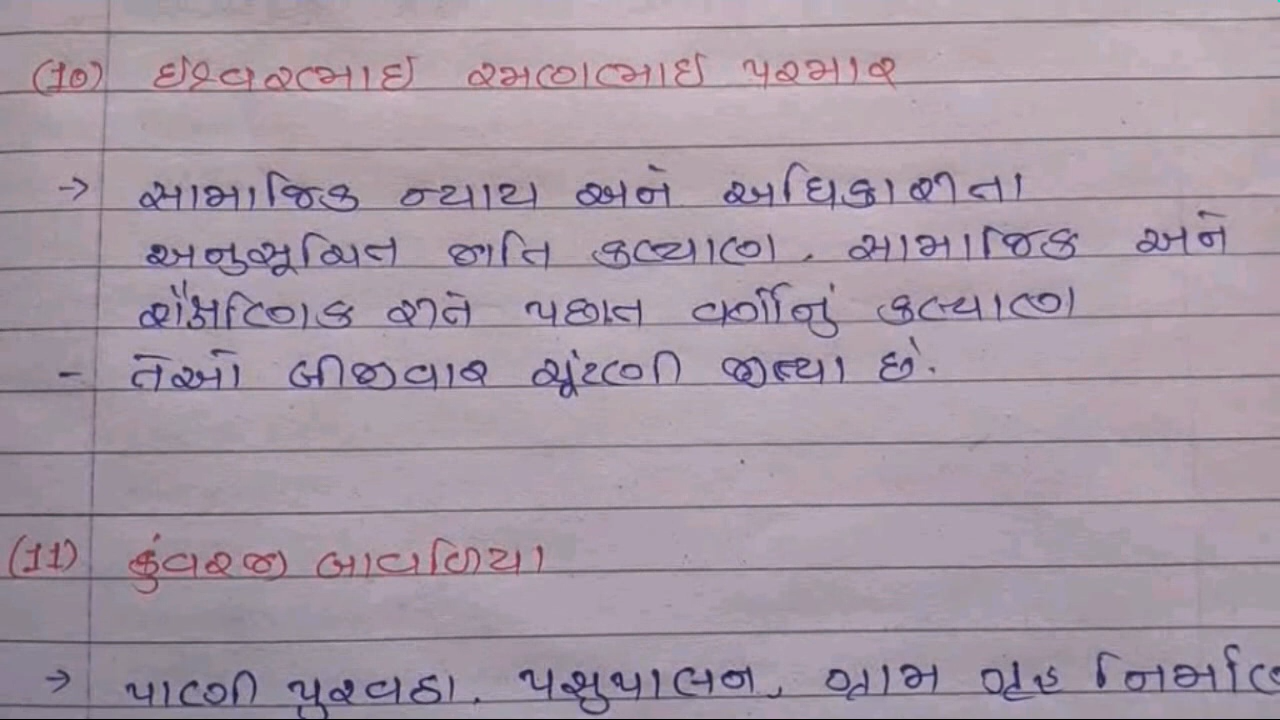 (10) ઇશ્વરભાઇ રમણભાઇ પરમાર
→ સામાજિક ન્યાય અને અધિકારીતા
અનુસૂચિત જાતિ કલ્યાણ, સામાજિક અને
શૈક્ષણિક રીતે પછાત વર્ગોનું કલ્યાણ
- તેઓ બીજીવાર ચૂંટણી જીત્યા છે.
(11) કુંવરજી બાવળિયા
→ પાણી પુરવઠા, પશુપાલન, ગ્રામ ગૃહ